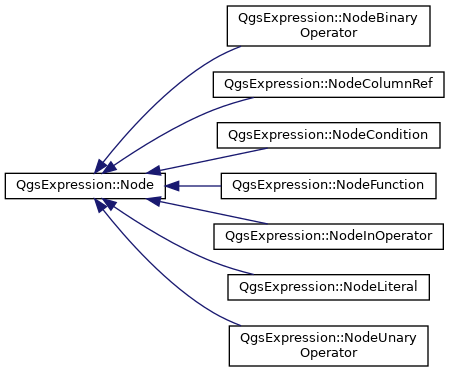 QgsExpression::NodeBinary
Operator
QgsExpression::NodeColumnRef
QgsExpression::NodeCondition
QgsExpression::Node
QgsExpression::NodeFunction
QgsExpression::NodeInOperator
QgsExpression::NodeLiteral
QgsExpression::NodeUnary
Operator